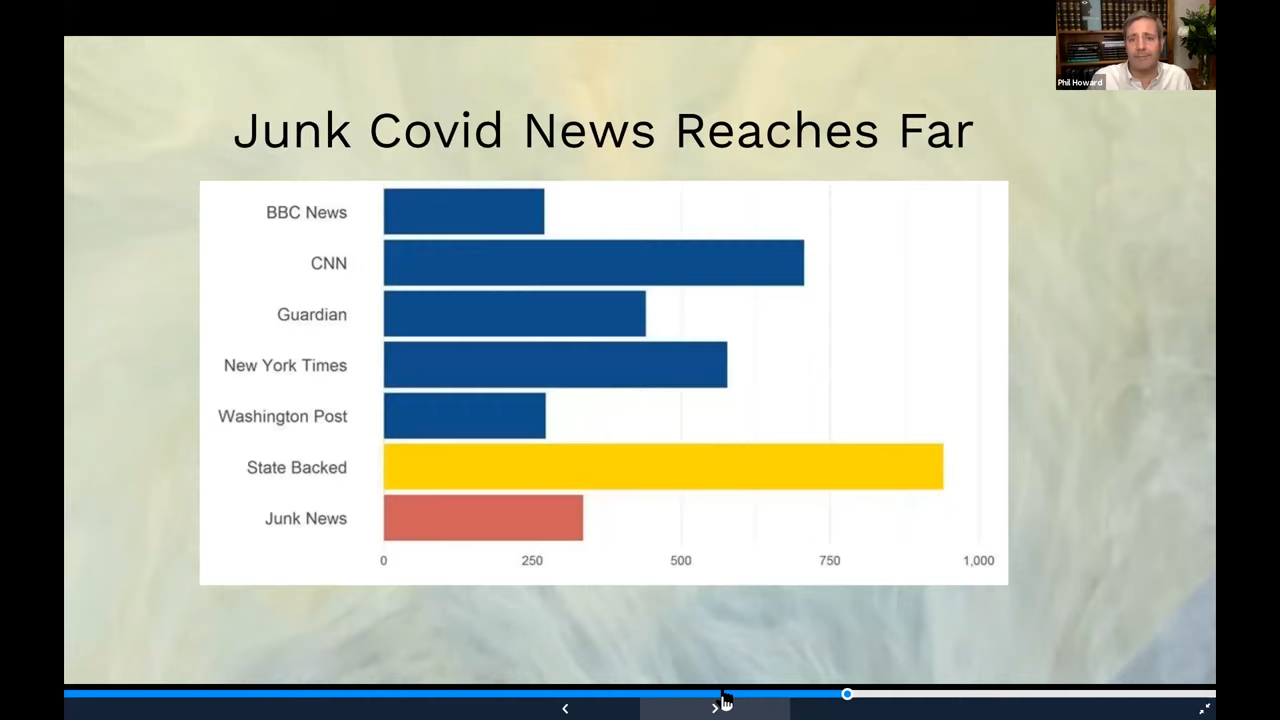 Phil Howard
Junk Covid News Reaches Far
BBC News
CNN
Guardian
New York Times
Washington Post
State Backed
Junk News
0 250 500 750 1,000